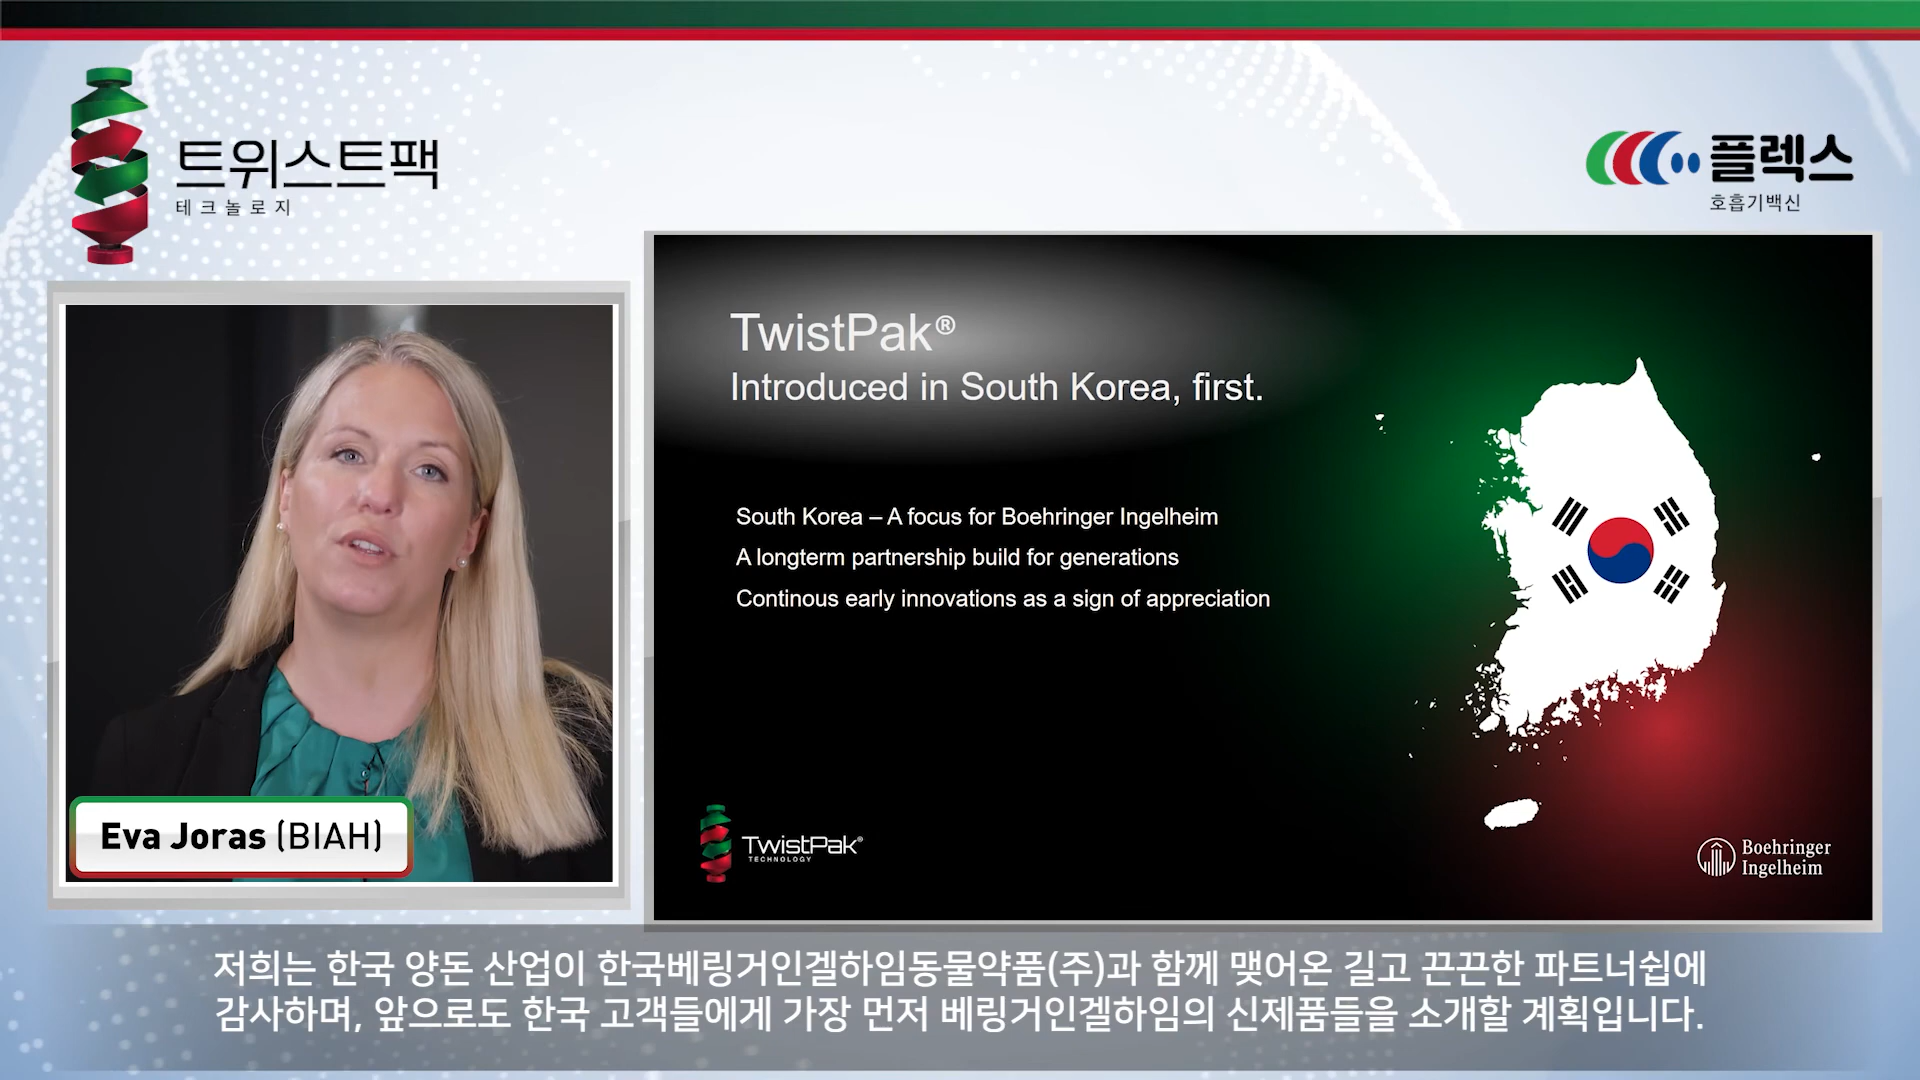 트위스트팩
테크놀로지
플렉스
호흡기백신
TwistPak®
Introduced in South Korea, first.
South Korea – A focus for Boehringer Ingelheim
A longterm partnership build for generations
Continous early innovations as a sign of appreciation
TwistPak®
TECHNOLOGY
Boehringer
Ingelheim
Eva Joras (BIAH)
저희는 한국 양돈 산업이 한국베링거인겔하임동물약품(주)과 함께 맺어온 길고 끈끈한 파트너쉽에
감사하며, 앞으로도 한국 고객들에게 가장 먼저 베링거인겔하임의 신제품들을 소개할 계획입니다.